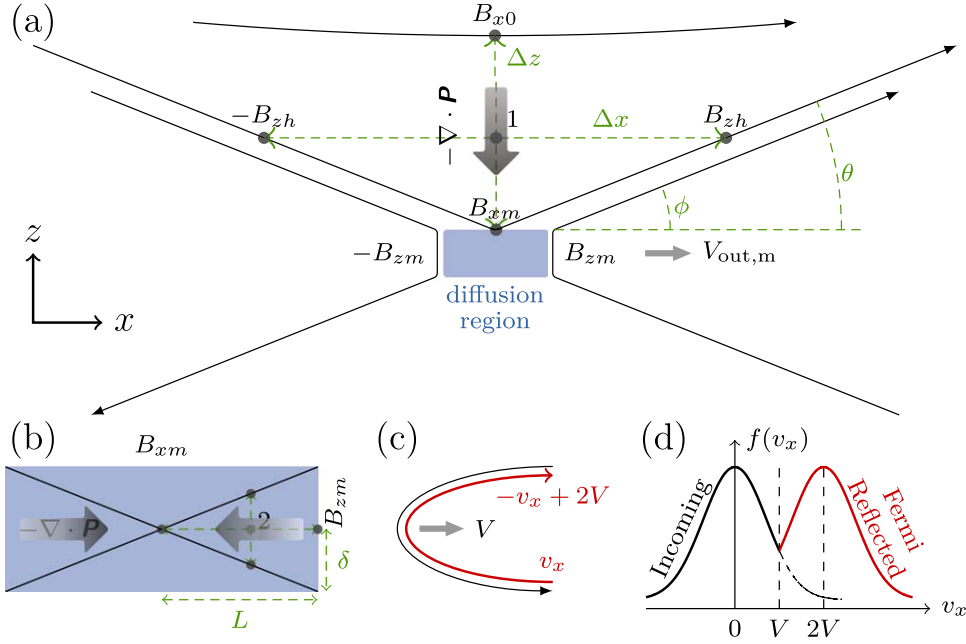 (a)
B_{x0}
Δz
−∇ · P
1
−B_{zh}
Δx
B_{zh}
θ
B_{xm}
ϕ
−B_{zm}
B_{zm}
V_{out,m}
diffusion
region
z
x
(b)
B_{xm}
−∇ · P
2
B_{zm}
δ
L
(c)
−v_x + 2V
V
v_x
(d)
f(v_x)
Incoming
Fermi
Reflected
0
V
2V
v_x